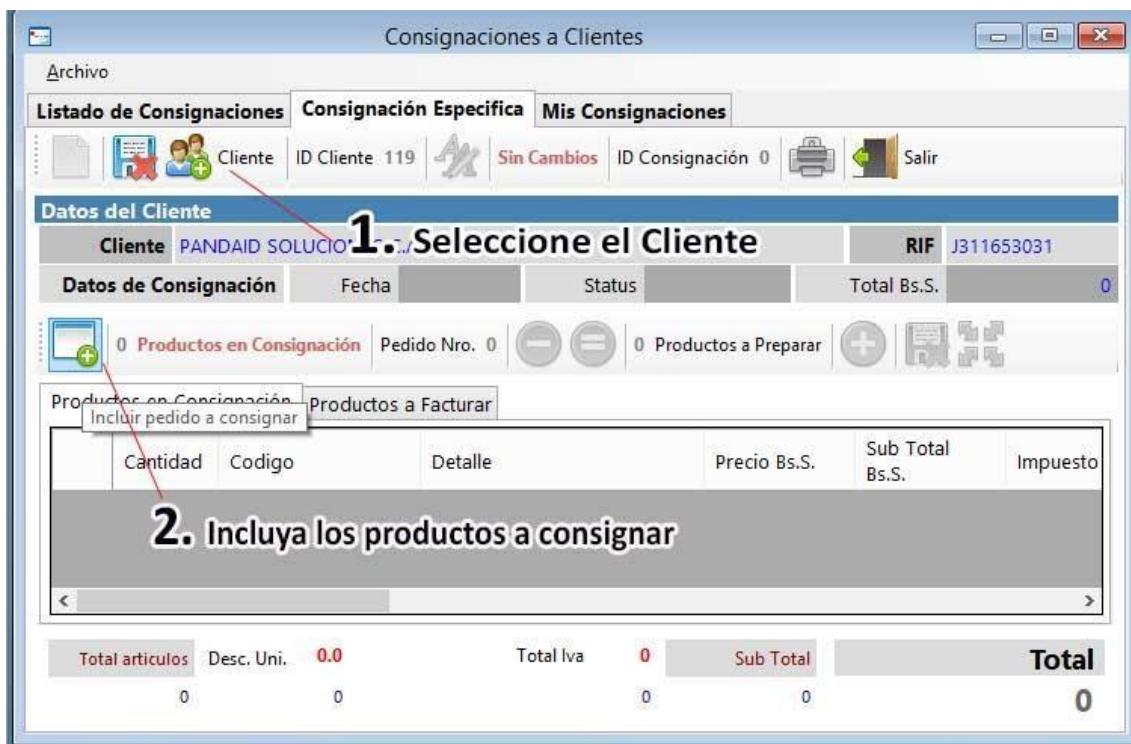 Consignaciones a Clientes
Archivo
Listado de Consignaciones Consignación Especifica Mis Consignaciones
Cliente ID Cliente 119 Sin Cambios ID Consignación 0 Salir
Datos del Cliente
1. Seleccione el Cliente
Cliente PANDAID RIF J311653031
Datos de Consignación Fecha Status Total Bs.S. 0
0 Productos en Consignación Pedido Nro. 0 0 Productos a Preparar
Productos en Consignación Productos a Facturar
Incluir pedido a consignar
Cantidad Codigo Detalle Precio Bs.S. Sub Total Bs.S. Impuesto
2. Incluya los productos a consignar
Total articulos Desc. Uni. 0.0 Total Iva 0 Sub Total Total
0 0 0 0 0